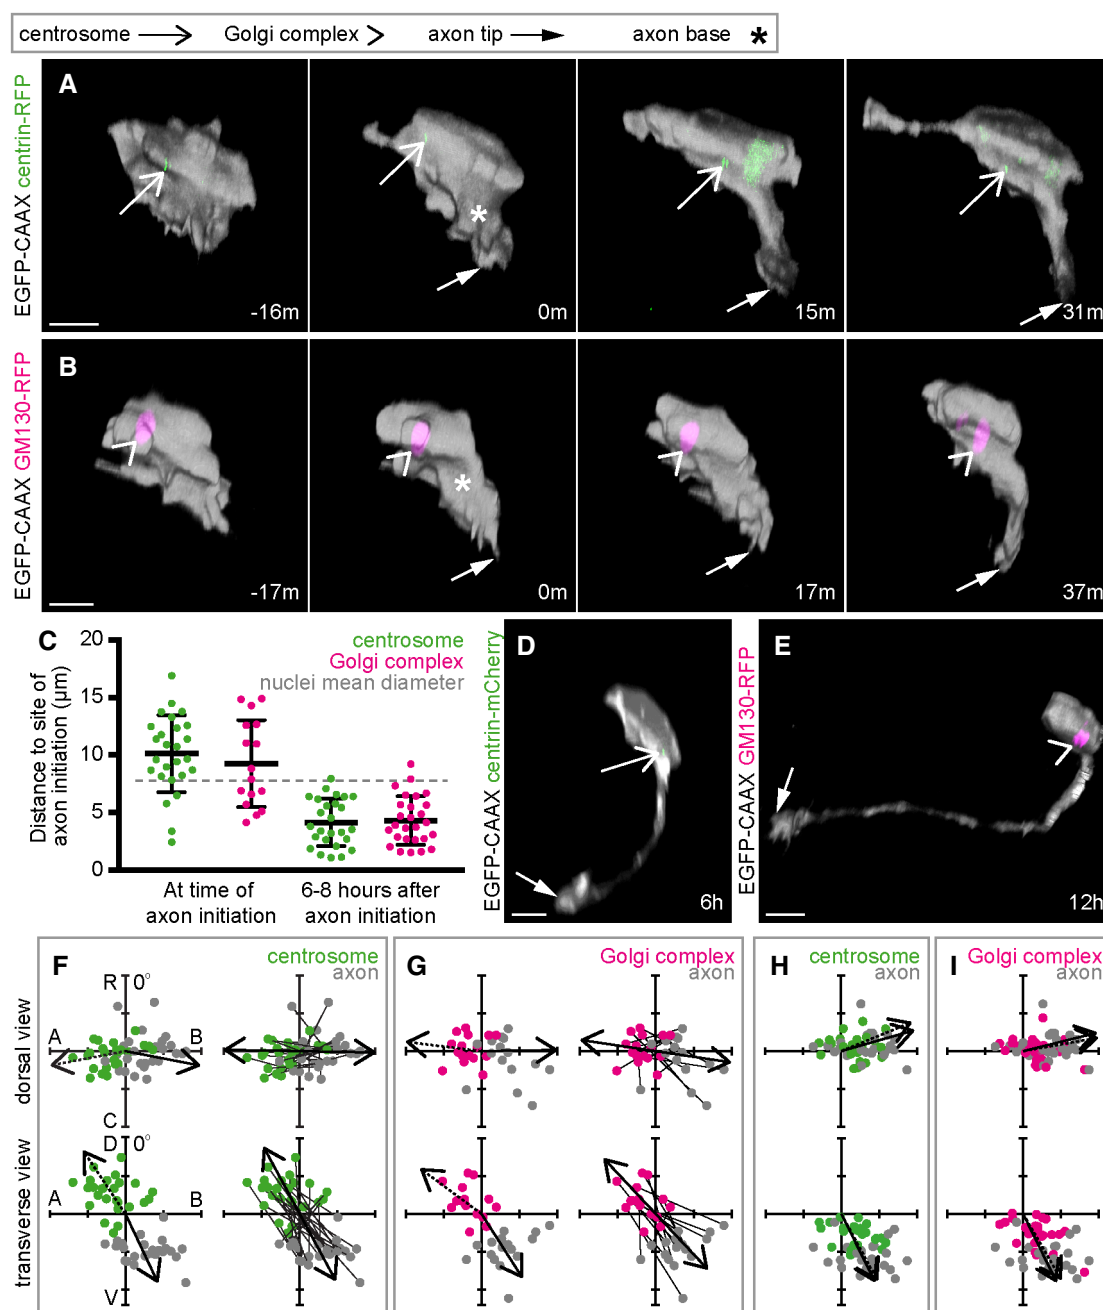 centrosome Golgi complex axon tip axon base *
EGFP-CAAX centrin-RFP
A
-16m
0m
15m
31m
*
EGFP-CAAX GM130-RFP
B
-17m
0m
17m
37m
*
C
Distance to site of
axon initiation (µm)
20
15
10
5
0
centrosome
Golgi complex
nuclei mean diameter
At time of
axon initiation
6-8 hours after
axon initiation
EGFP-CAAX centrin-mCherry
D
6h
EGFP-CAAX GM130-RFP
E
12h
dorsal view
transverse view
F
centrosome
axon
R 0°
A B
C
D 0°
A B
V
G
Golgi complex
axon
H
centrosome
axon
I
Golgi complex
axon